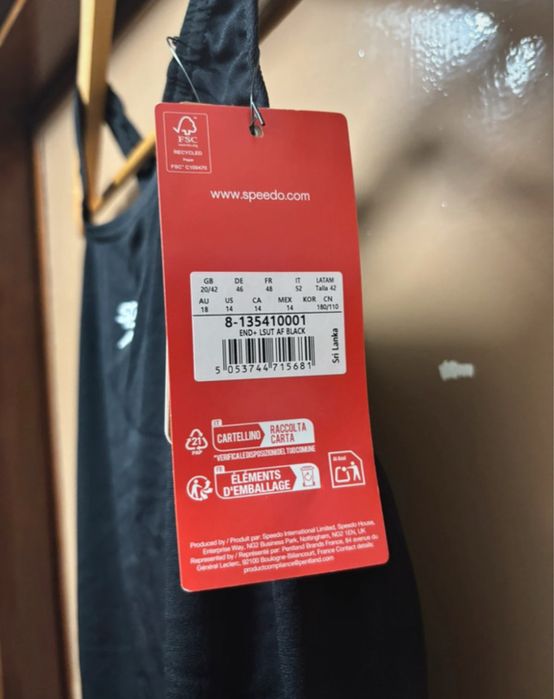 FSC
RECYCLED
Paper
FSC® C109470
www.speedo.com
GB DE FR IT LATAM
20/42 46 48 52 Talla 42
AU US CA MEX KOR CN
18 14 14 14 180/110
8-135410001
END+ LSUT AF BLACK
5 053744 715681
Sri Lanka
21
PAP
IT
CARTELLINO RACCOLTA CARTA
*VERIFICA LE DISPOSIZIONI DEL TUO COMUNE
FR
ÉLÉMENTS
D'EMBALLAGE
Produced by / Produit par: Speedo International Limited, Speedo House,
Enterprise Way, NG2 Business Park, Nottingham, NG2 1EN, UK
Represented by / Représenté par: Pentland Brands France, 84 avenue du
Général Leclerc, 92100 Boulogne-Billancourt, France Contact details:
productcompliance@pentland.com